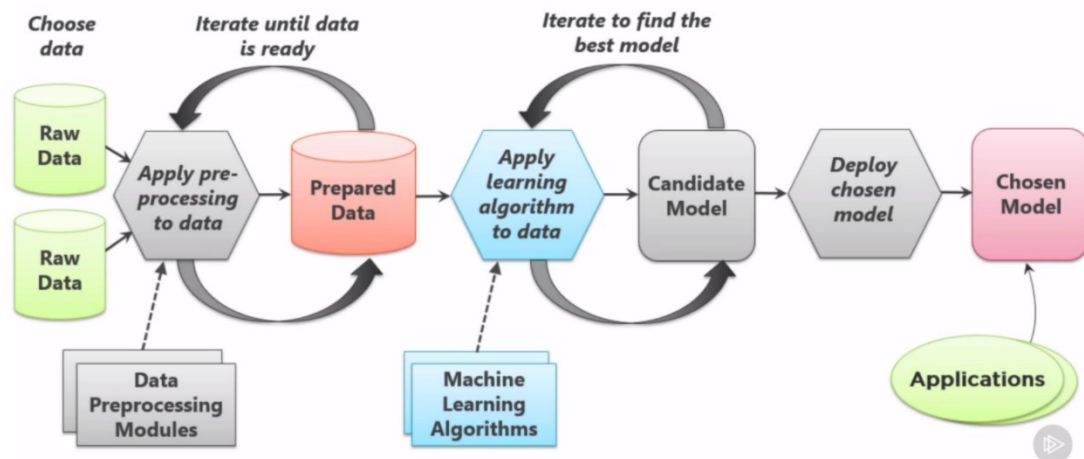 Choose
data
Iterate until data
is ready
Iterate to find the
best model
Raw
Data
Raw
Data
Apply pre-
processing
to data
Prepared
Data
Apply
learning
algorithm
to data
Candidate
Model
Deploy
chosen
model
Chosen
Model
Data
Preprocessing
Modules
Machine
Learning
Algorithms
Applications